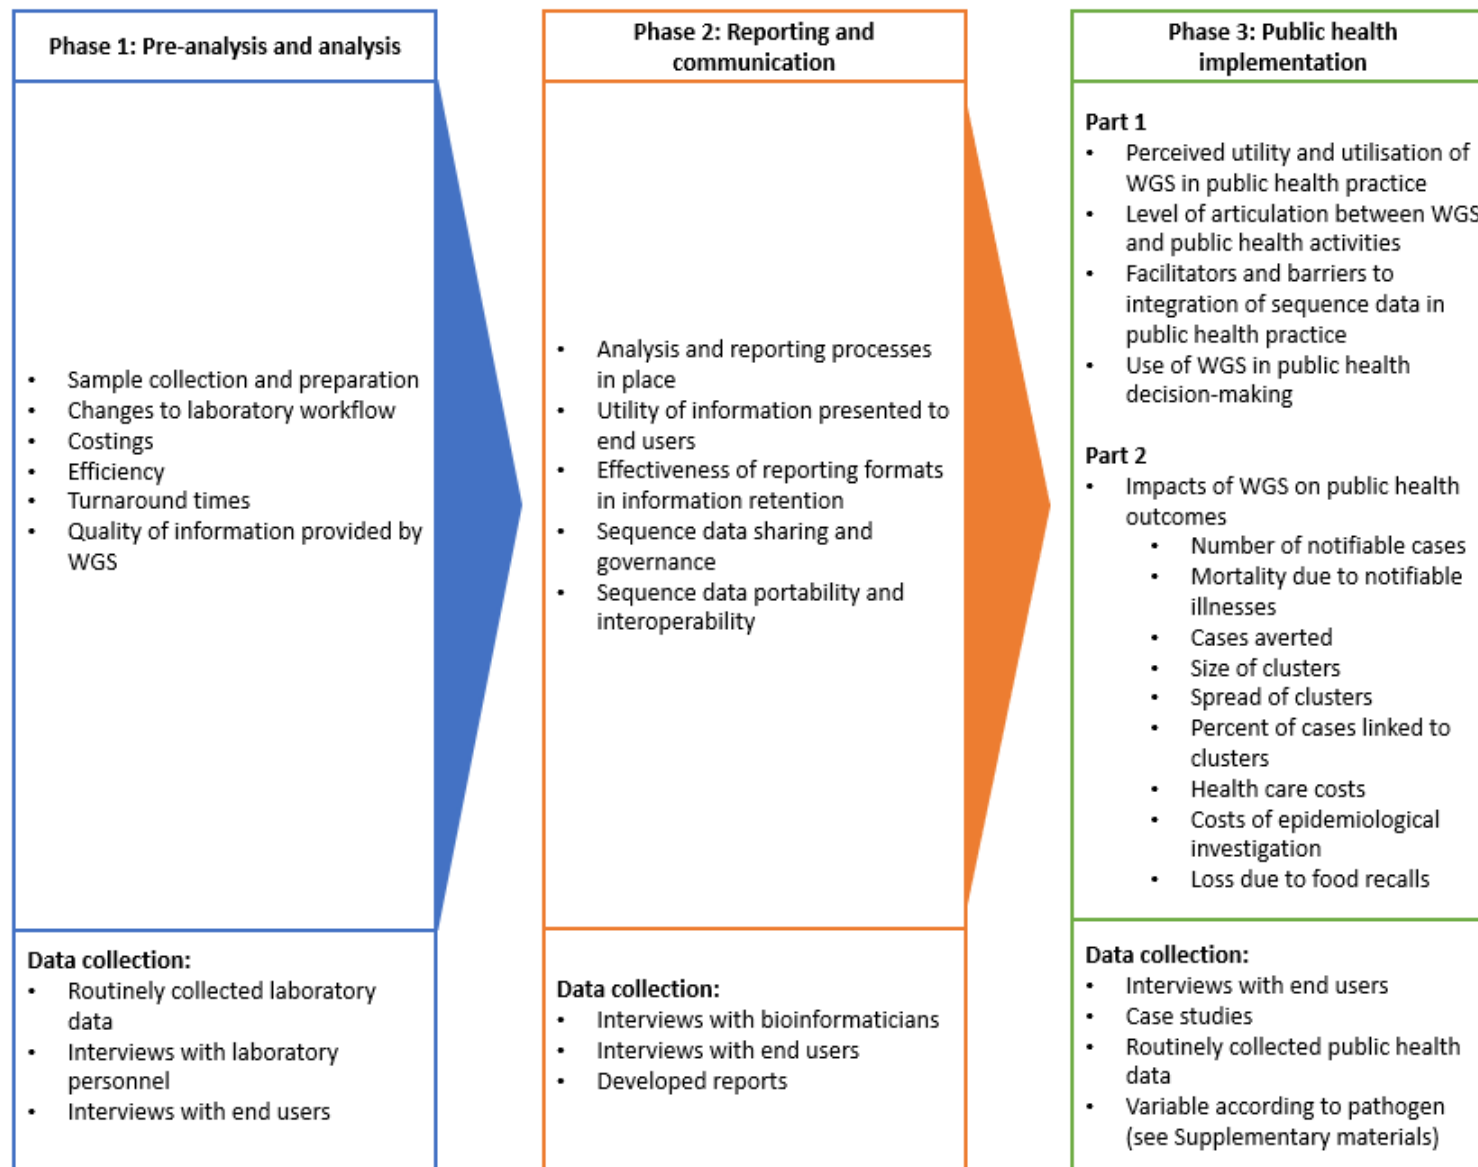 Phase 1: Pre-analysis and analysis
• Sample collection and preparation
• Changes to laboratory workflow
• Costings
• Efficiency
• Turnaround times
• Quality of information provided by
WGS
Data collection:
• Routinely collected laboratory
data
• Interviews with laboratory
personnel
• Interviews with end users
Phase 2: Reporting and
communication
• Analysis and reporting processes
in place
• Utility of information presented to
end users
• Effectiveness of reporting formats
in information retention
• Sequence data sharing and
governance
• Sequence data portability and
interoperability
Data collection:
• Interviews with bioinformaticians
• Interviews with end users
• Developed reports
Phase 3: Public health
implementation
Part 1
• Perceived utility and utilisation of
WGS in public health practice
• Level of articulation between WGS
and public health activities
• Facilitators and barriers to
integration of sequence data in
public health practice
• Use of WGS in public health
decision-making
Part 2
• Impacts of WGS on public health
outcomes
• Number of notifiable cases
• Mortality due to notifiable
illnesses
• Cases averted
• Size of clusters
• Spread of clusters
• Percent of cases linked to
clusters
• Health care costs
• Costs of epidemiological
investigation
• Loss due to food recalls
Data collection:
• Interviews with end users
• Case studies
• Routinely collected public health
data
• Variable according to pathogen
(see Supplementary materials)